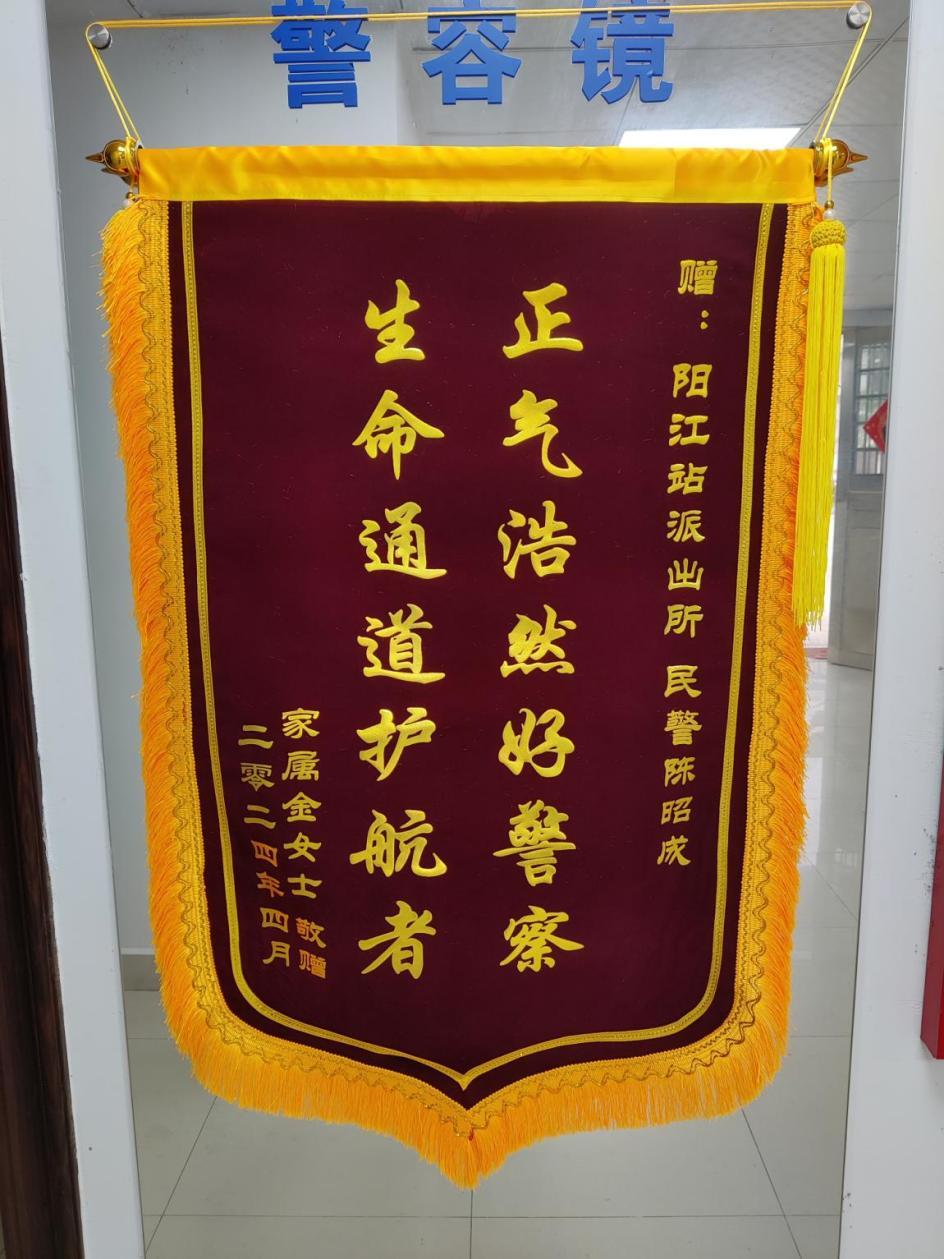 警容镜
赠：阳江站派出所 民警陈昭成
正气浩然好警察
生命通道护航者
家属金女士 敬赠
二零二四年四月